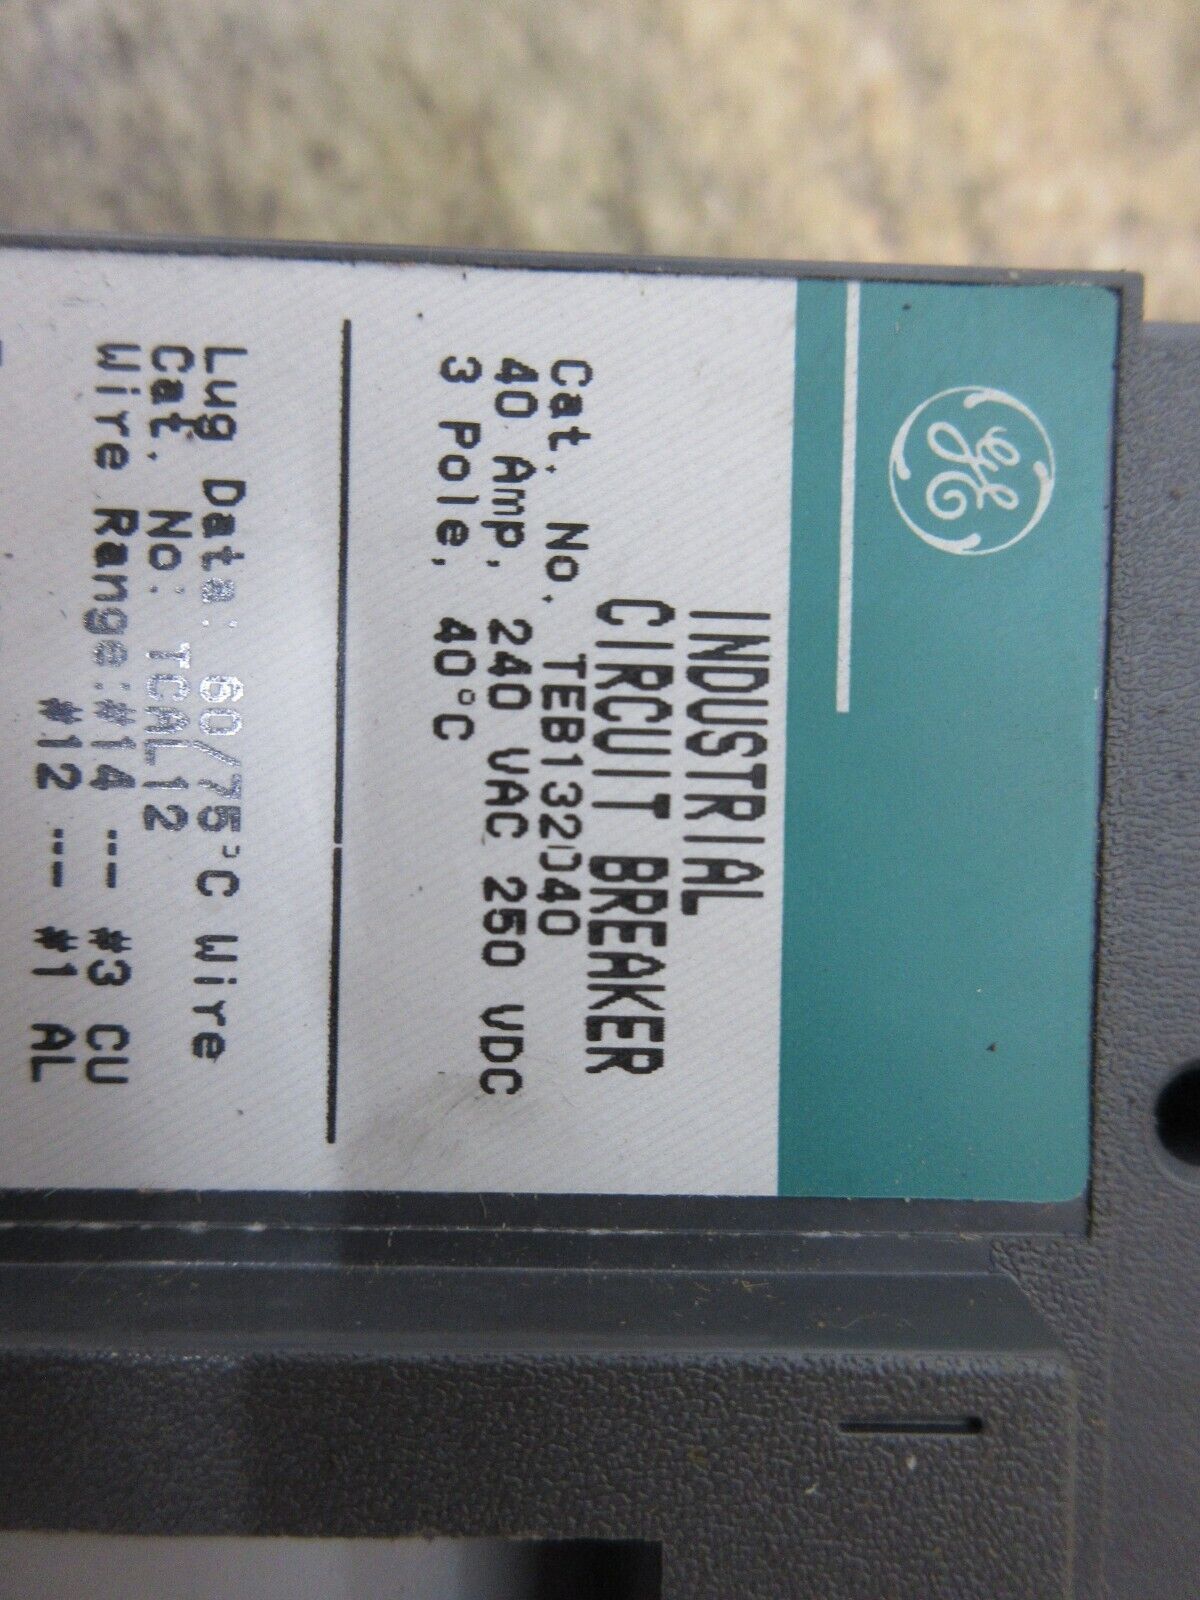 GE
INDUSTRIAL
CIRCUIT BREAKER
Cat. No. TEB132040
40 Amp, 240 VAC 250 VDC
3 Pole, 40°C
Lug Data: 60/75°C Wire
Cat. No: TCAL12
Wire Range: #14 --- #3 CU
#12 --- #1 AL